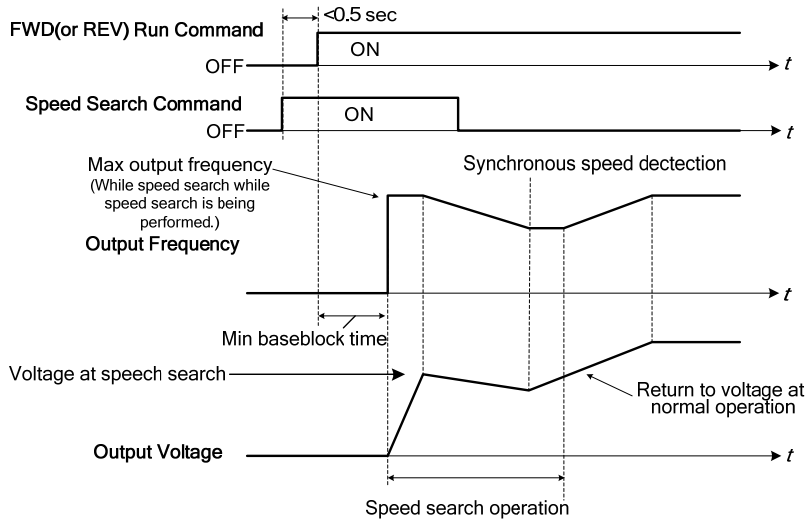 <0.5 sec
FWD(or REV) Run Command
ON
OFF
t
Speed Search Command
ON
OFF
t
Max output frequency
(While speed search while
speed search is being
performed.)
Synchronous speed dectection
Output Frequency
t
Min baseblock time
Voltage at speech search
Return to voltage at
normal operation
Output Voltage
t
Speed search operation